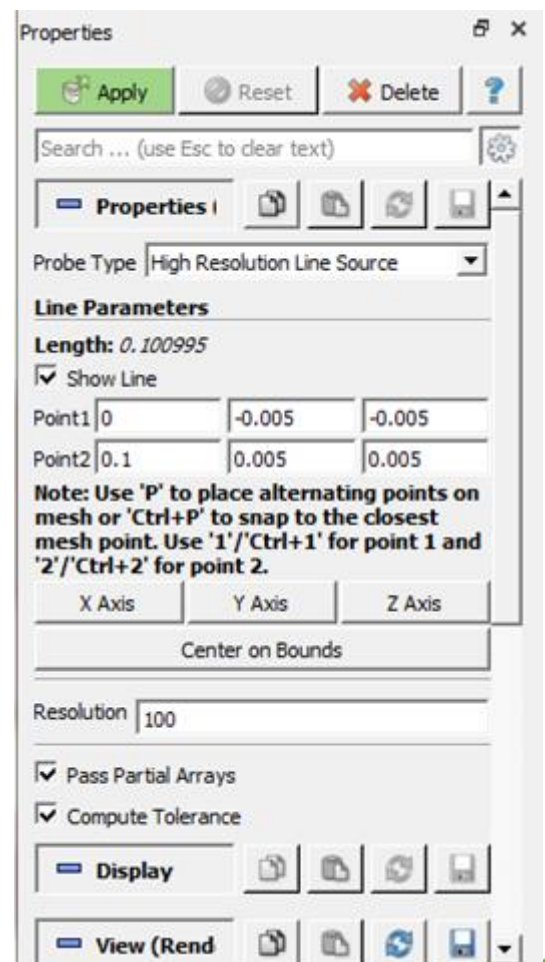 Properties
Apply Reset Delete ?
Search ... (use Esc to clear text)
Properties (
Probe Type High Resolution Line Source
Line Parameters
Length: 0.100995
Show Line
Point1 0 -0.005 -0.005
Point2 0.1 0.005 0.005
Note: Use 'P' to place alternating points on
mesh or 'Ctrl+P' to snap to the closest
mesh point. Use '1'/'Ctrl+1' for point 1 and
'2'/'Ctrl+2' for point 2.
X Axis Y Axis Z Axis
Center on Bounds
Resolution 100
Pass Partial Arrays
Compute Tolerance
Display
View (Rend